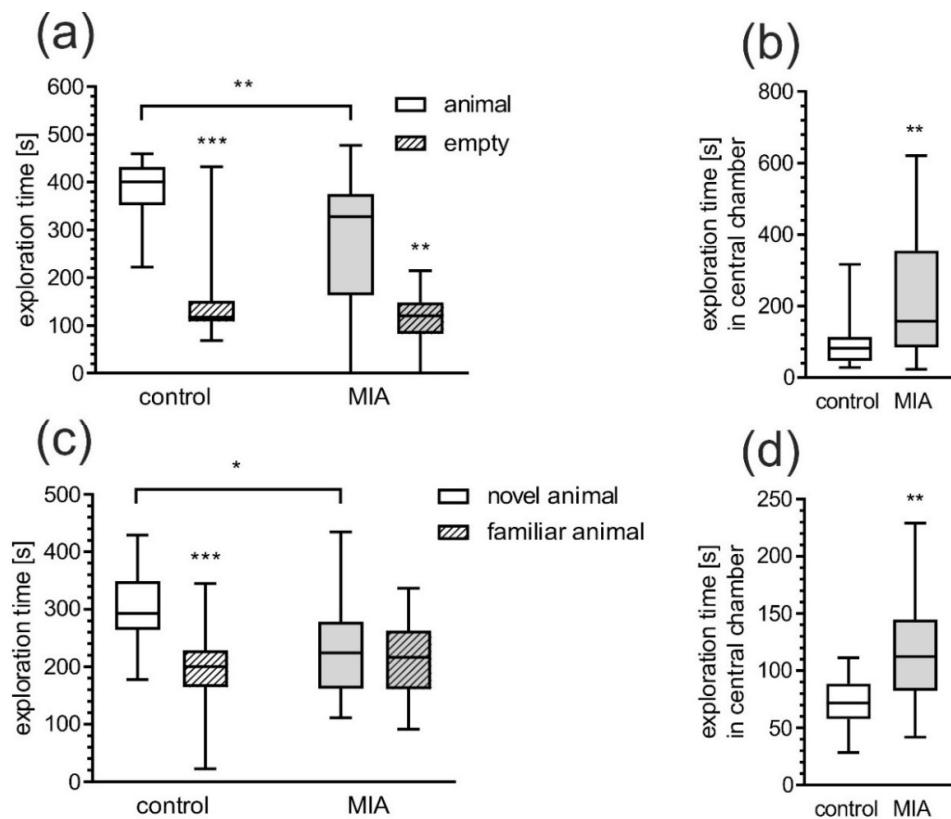 (a)
exploration time [s]
600
500
400
300
200
100
0
**
***
**
animal
empty
control MIA
(b)
exploration time [s]
in central chamber
800
600
400
200
0
**
control MIA
(c)
exploration time [s]
500
400
300
200
100
0
*
***
novel animal
familiar animal
control MIA
(d)
exploration time [s]
in central chamber
250
200
150
100
50
0
**
control MIA